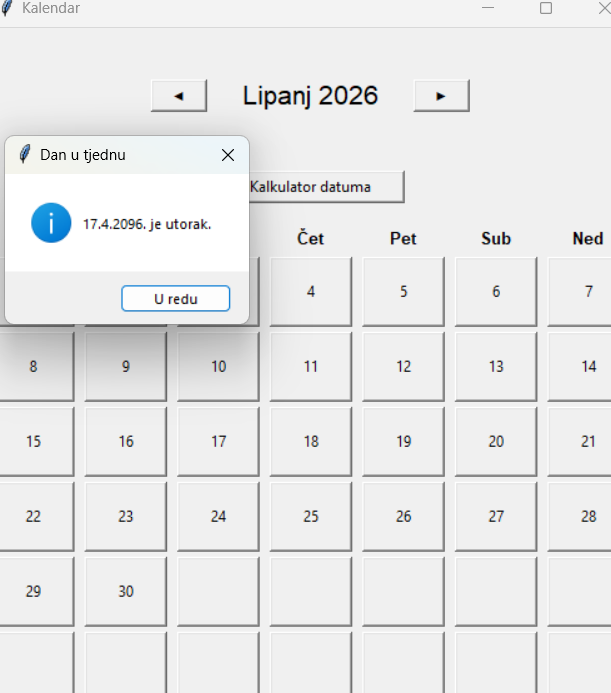 Kalendar
◄ Lipanj 2026 ►
Dan u tjednu
17.4.2096. je utorak.
U redu
Kalkulator datuma
Čet Pet Sub Ned
4 5 6 7
8 9 10 11 12 13 14
15 16 17 18 19 20 21
22 23 24 25 26 27 28
29 30